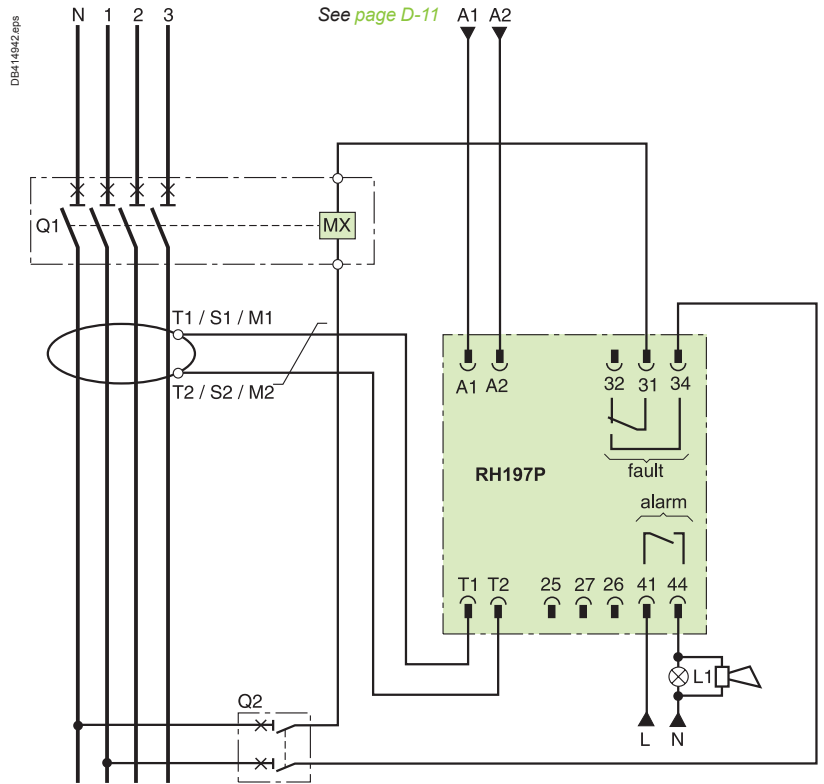 DB414942.eps
N 1 2 3
See page D-11
A1 A2
Q1
MX
T1 / S1 / M1
T2 / S2 / M2
A1 A2
32 31 34
fault
RH197P
alarm
T1 T2 25 27 26 41 44
L1
L N
Q2